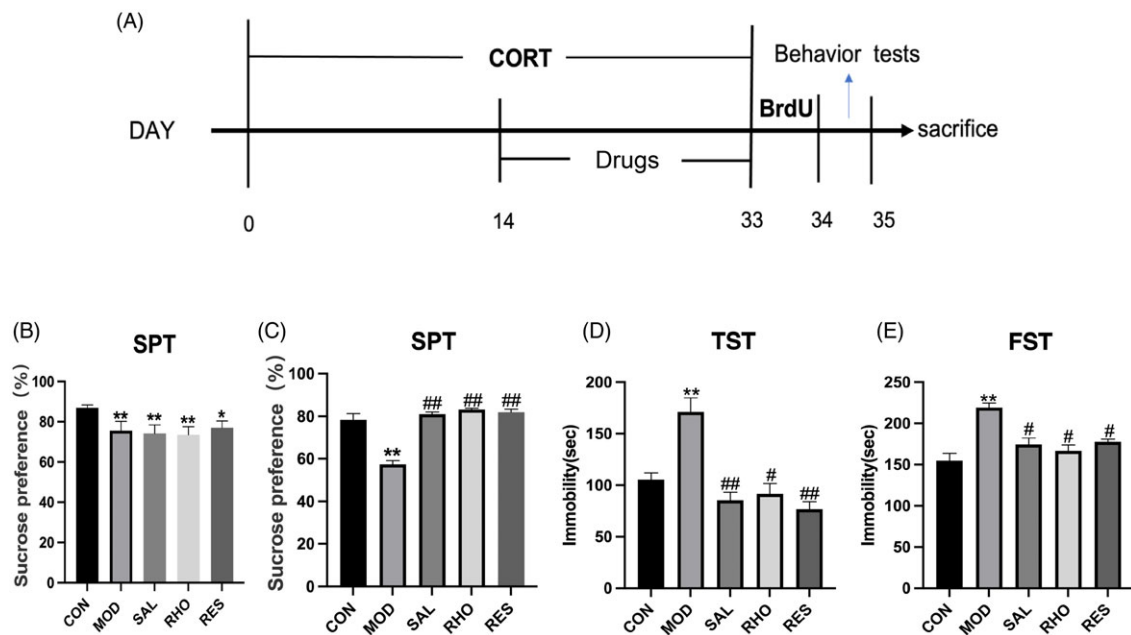 (A)
CORT
Behavior tests
BrdU
DAY
sacrifice
Drugs
0 14 33 34 35
(B)
SPT
Sucrose preference (%)
100
80
60
40
20
0
** ** ** *
CON MOD SAL RHO RES
(C)
SPT
Sucrose preference (%)
100
80
60
40
20
0
** ## ## ##
CON MOD SAL RHO RES
(D)
TST
Immobility(sec)
200
150
100
50
0
** ## # ##
CON MOD SAL RHO RES
(E)
FST
Immobility(sec)
250
200
150
100
50
0
** # # #
CON MOD SAL RHO RES